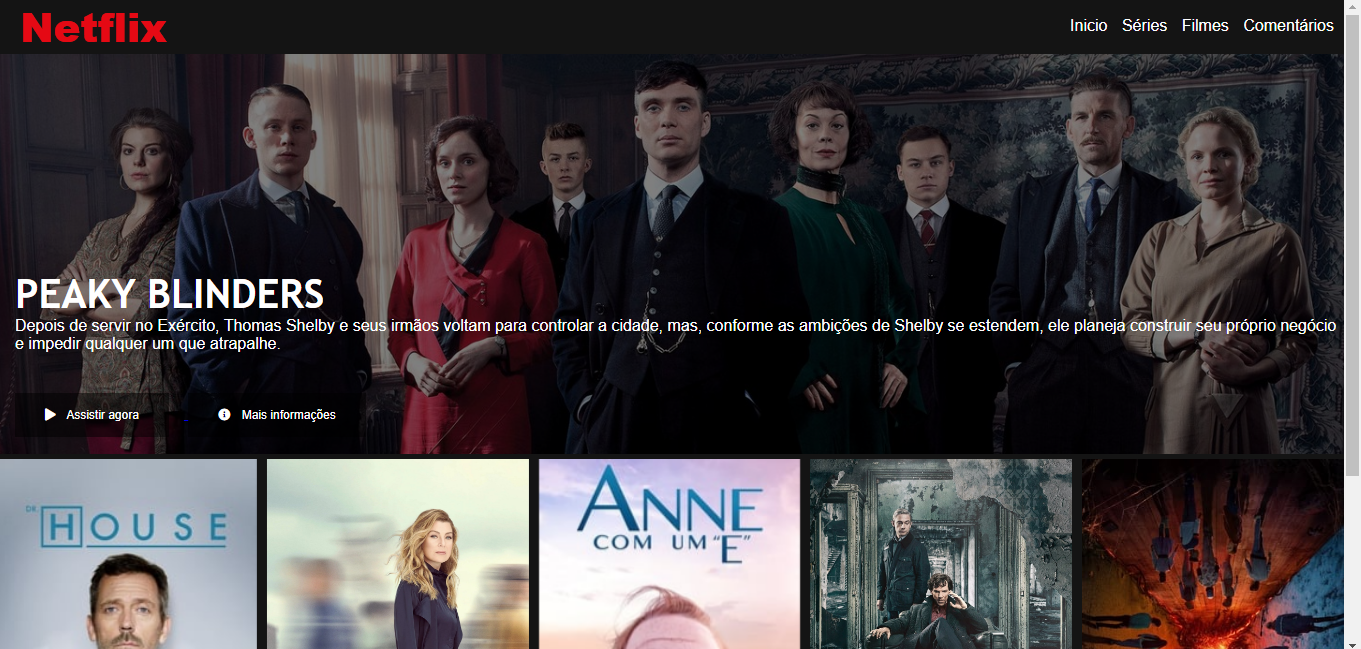 Netflix
Inicio Séries Filmes Comentários
PEAKY BLINDERS
Depois de servir no Exército, Thomas Shelby e seus irmãos voltam para controlar a cidade, mas, conforme as ambições de Shelby se estendem, ele planeja construir seu próprio negócio
e impedir qualquer um que atrapalhe.
Assistir agora Mais informações
DR. HOUSE
ANNE
COM UM "E"